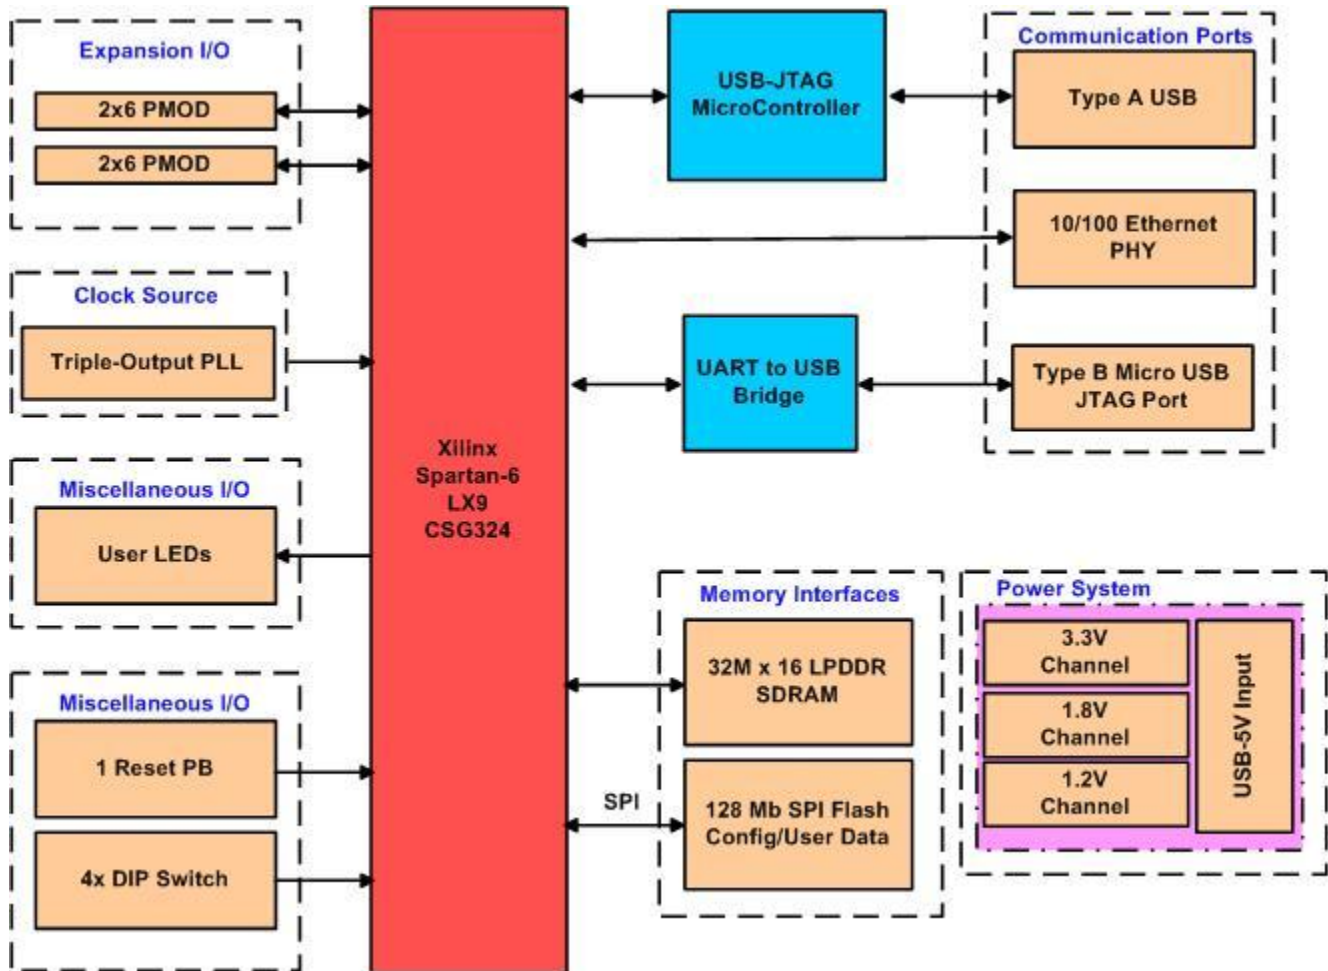 Expansion I/O
2x6 PMOD
2x6 PMOD
Clock Source
Triple-Output PLL
Miscellaneous I/O
User LEDs
Miscellaneous I/O
1 Reset PB
4x DIP Switch
Xilinx
Spartan-6
LX9
CSG324
USB-JTAG
MicroController
UART to USB
Bridge
Communication Ports
Type A USB
10/100 Ethernet
PHY
Type B Micro USB
JTAG Port
Memory Interfaces
32M x 16 LPDDR
SDRAM
SPI
128 Mb SPI Flash
Config/User Data
Power System
3.3V
Channel
1.8V
Channel
1.2V
Channel
USB-5V Input